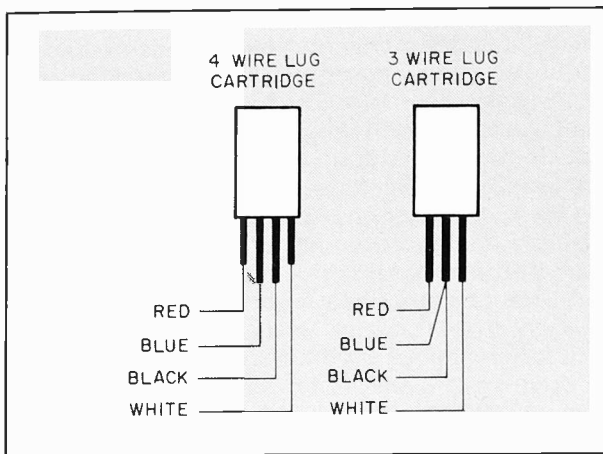 4 WIRE LUG
CARTRIDGE
3 WIRE LUG
CARTRIDGE
RED
BLUE
BLACK
WHITE
RED
BLUE
BLACK
WHITE